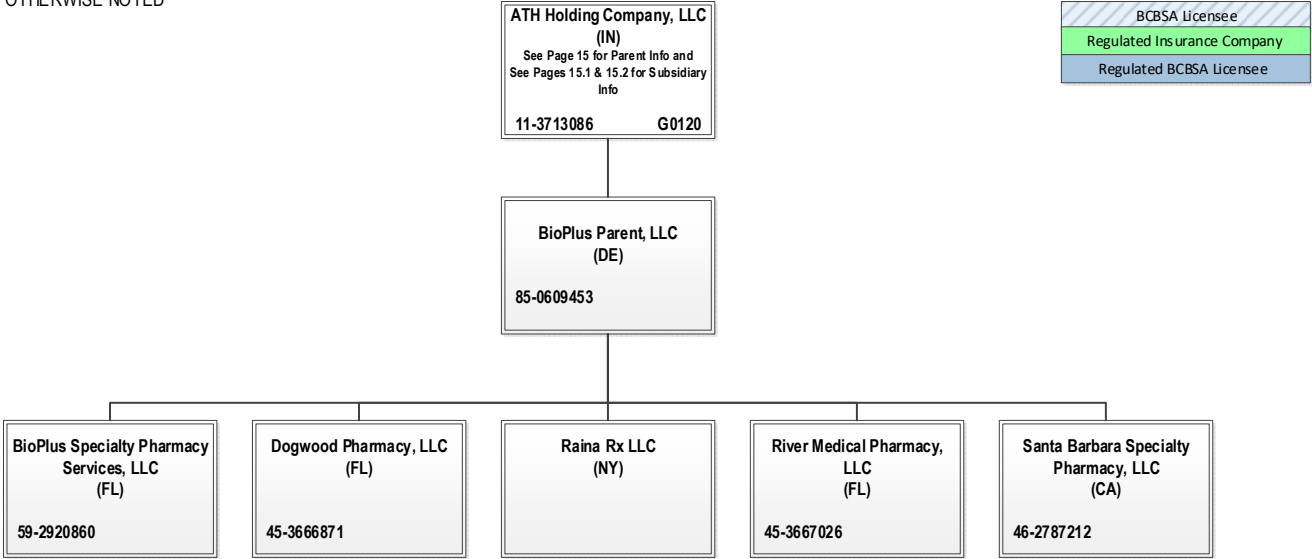 OTHERWISE NOTED
ATH Holding Company, LLC
(IN)
See Page 15 for Parent Info and
See Pages 15.1 & 15.2 for Subsidiary
Info
11-3713086 G0120
BCBSA Licensee
Regulated Insurance Company
Regulated BCBSA Licensee
BioPlus Parent, LLC
(DE)
85-0609453
BioPlus Specialty Pharmacy
Services, LLC
(FL)
59-2920860
Dogwood Pharmacy, LLC
(FL)
45-3666871
Raina Rx LLC
(NY)
River Medical Pharmacy,
LLC
(FL)
45-3667026
Santa Barbara Specialty
Pharmacy, LLC
(CA)
46-2787212